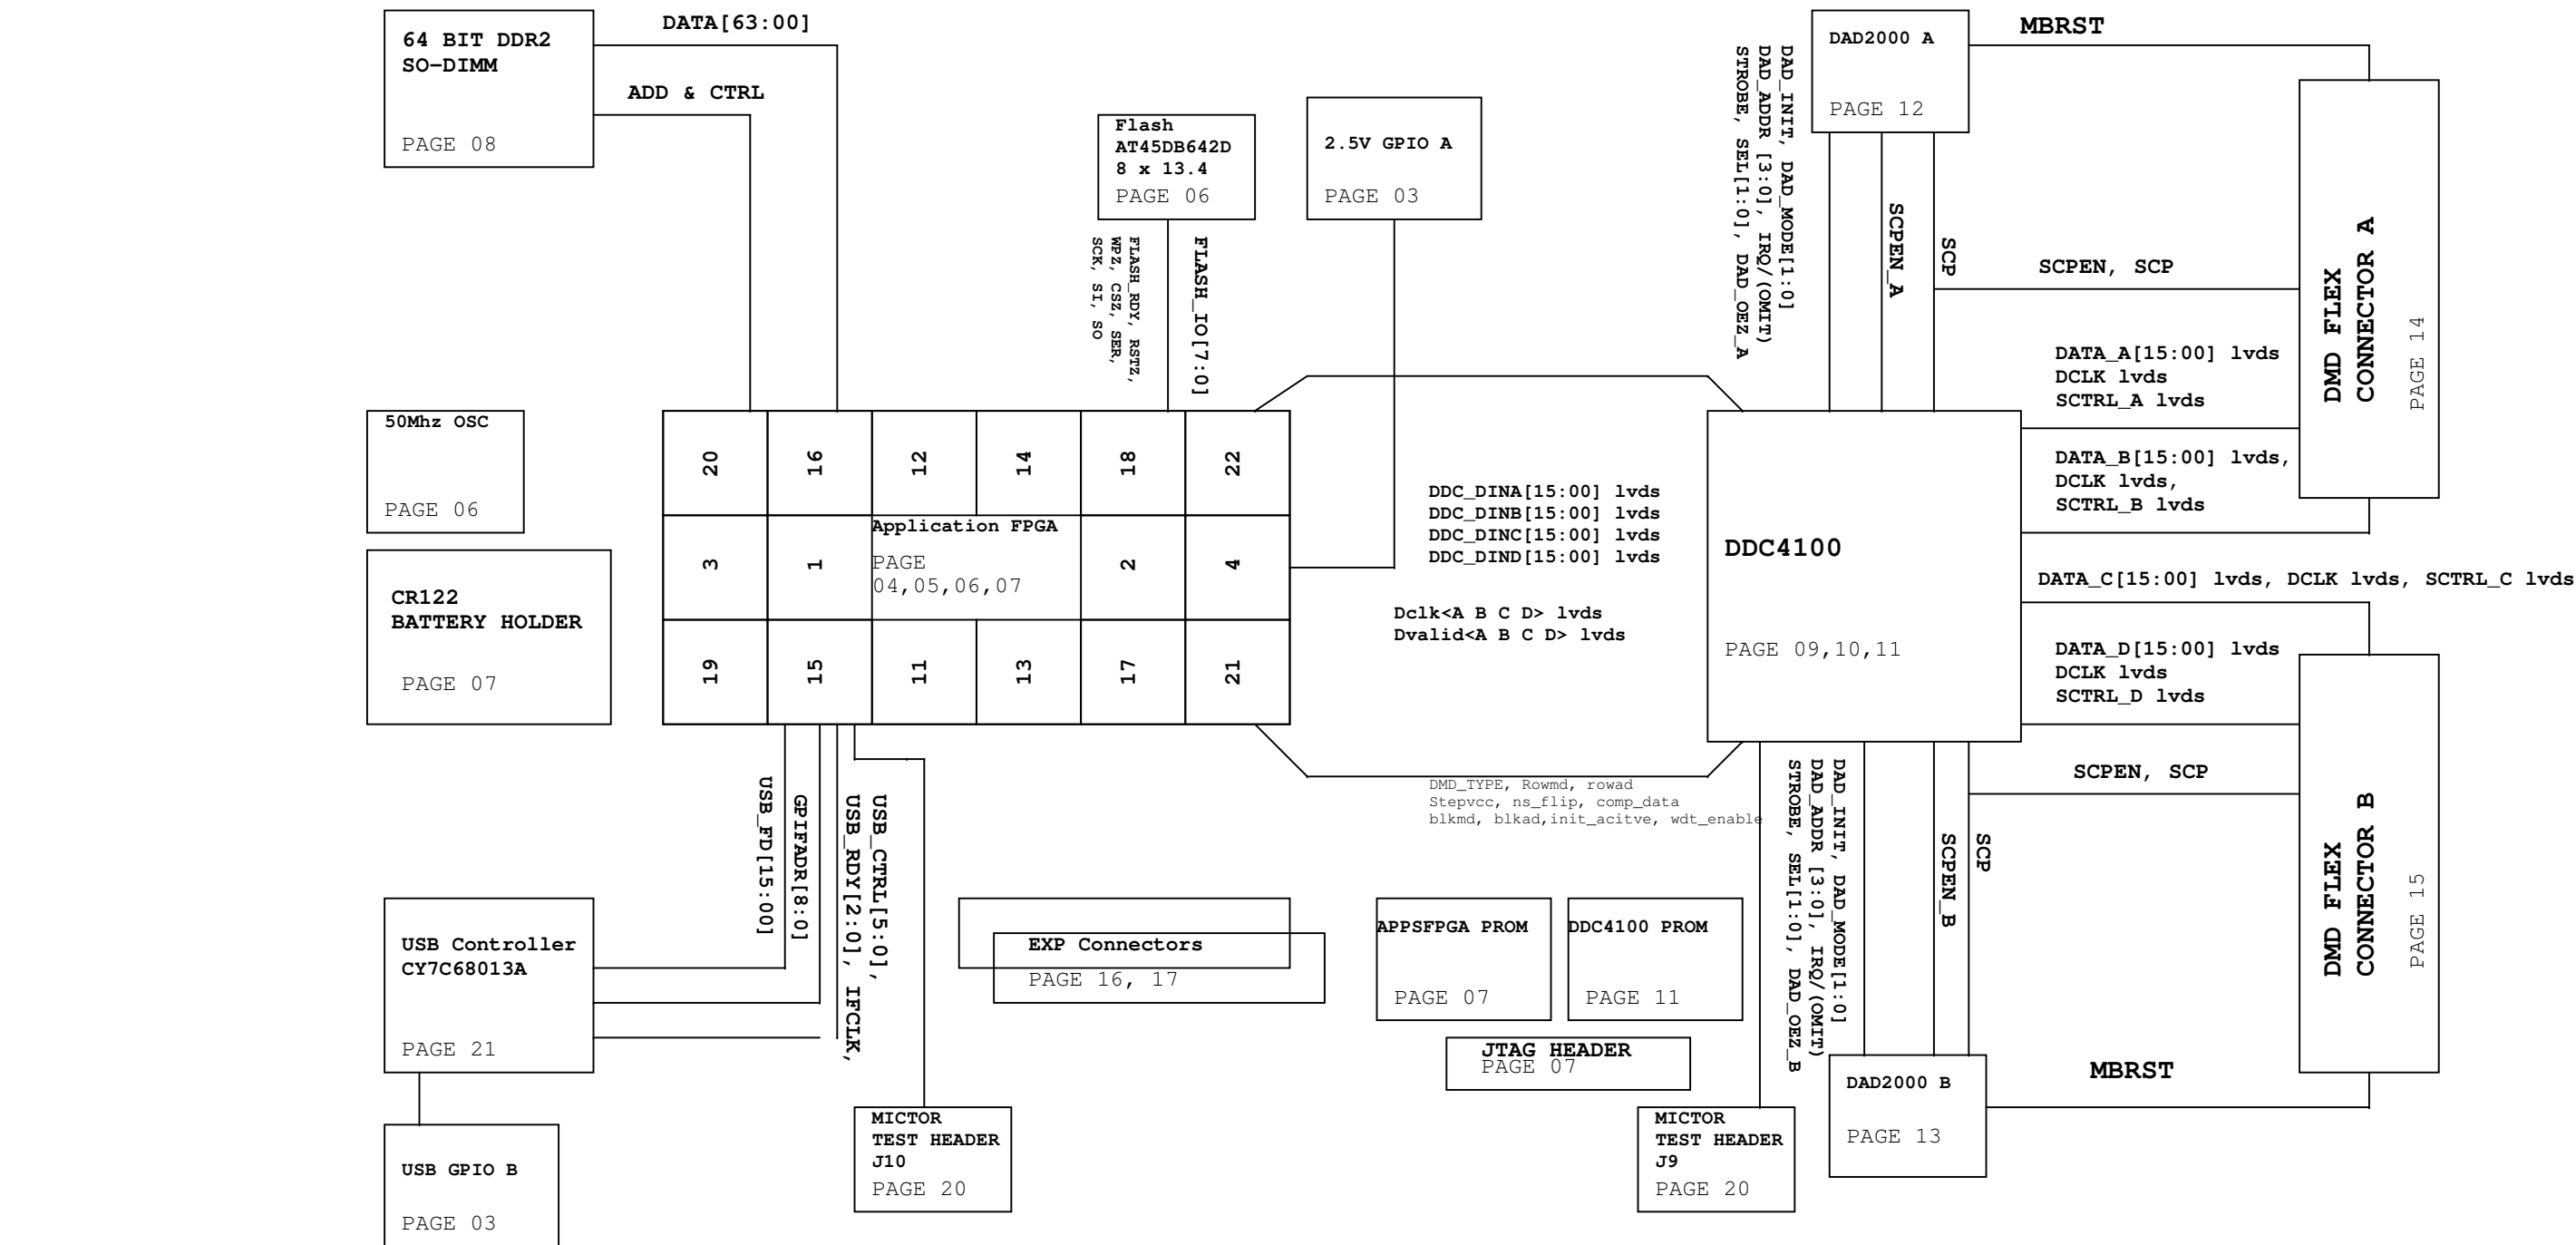 64 BIT DDR2
SO-DIMM
PAGE 08
DATA[63:00]
ADD & CTRL
Flash
AT45DB642D
8 x 13.4
PAGE 06
2.5V GPIO A
PAGE 03
FLASH_RDY, RSTZ,
WPZ, CSZ, SER,
SCK, SI, SO
FLASH_IO[7:0]
DAD_INIT, DAD_MODE[1:0]
DAD_ADDR [3:0], IRQ/(OMIT)
STROBE, SEL[1:0], DAD_OEZ_A
DAD2000 A
PAGE 12
MBRST
SCPEN_A
SCP
SCPEN, SCP
DMD FLEX
CONNECTOR A
PAGE 14
DATA_A[15:00] lvds
DCLK lvds
SCTRL_A lvds
DATA_B[15:00] lvds,
DCLK lvds,
SCTRL_B lvds
50Mhz OSC
PAGE 06
CR122
BATTERY HOLDER
PAGE 07
20
16
12
14
18
22
3
1
Application FPGA
PAGE
04,05,06,07
2
4
19
15
11
13
17
21
DDC_DINA[15:00] lvds
DDC_DINB[15:00] lvds
DDC_DINC[15:00] lvds
DDC_DIND[15:00] lvds
Dclk<A B C D> lvds
Dvalid<A B C D> lvds
DDC4100
PAGE 09,10,11
DATA_C[15:00] lvds, DCLK lvds, SCTRL_C lvds
DATA_D[15:00] lvds
DCLK lvds
SCTRL_D lvds
SCPEN, SCP
DMD FLEX
CONNECTOR B
PAGE 15
DMD_TYPE, Rowmd, rowad
Stepvcc, ns_flip, comp_data
blkmd, blkad,init_acitve, wdt_enable
USB_FD[15:00]
GPIFADR[8:0]
USB_CTRL[5:0],
USB_RDY[2:0], IFCLK,
DAD_INIT, DAD_MODE[1:0]
DAD_ADDR [3:0], IRQ/(OMIT)
STROBE, SEL[1:0], DAD_OEZ_B
SCPEN_B
SCP
USB Controller
CY7C68013A
PAGE 21
EXP Connectors
PAGE 16, 17
APPSFPGA PROM
PAGE 07
DDC4100 PROM
PAGE 11
JTAG HEADER
PAGE 07
DAD2000 B
PAGE 13
MBRST
MICTOR
TEST HEADER
J10
PAGE 20
MICTOR
TEST HEADER
J9
PAGE 20
USB GPIO B
PAGE 03